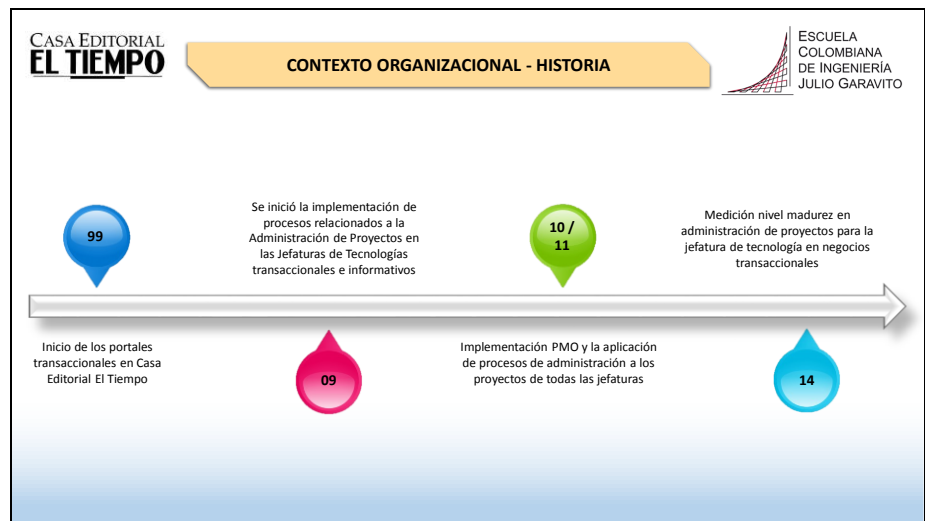 CASA EDITORIAL
EL TIEMPO
CONTEXTO ORGANIZACIONAL - HISTORIA
ESCUELA
COLOMBIANA
DE INGENIERÍA
JULIO GARAVITO
99
Inicio de los portales
transaccionales en Casa
Editorial El Tiempo
Se inició la implementación de
procesos relacionados a la
Administración de Proyectos en
las Jefaturas de Tecnologías
transaccionales e informativos
09
10 /
11
Implementación PMO y la aplicación
de procesos de administración a los
proyectos de todas las jefaturas
Medición nivel madurez en
administración de proyectos para la
jefatura de tecnología en negocios
transaccionales
14